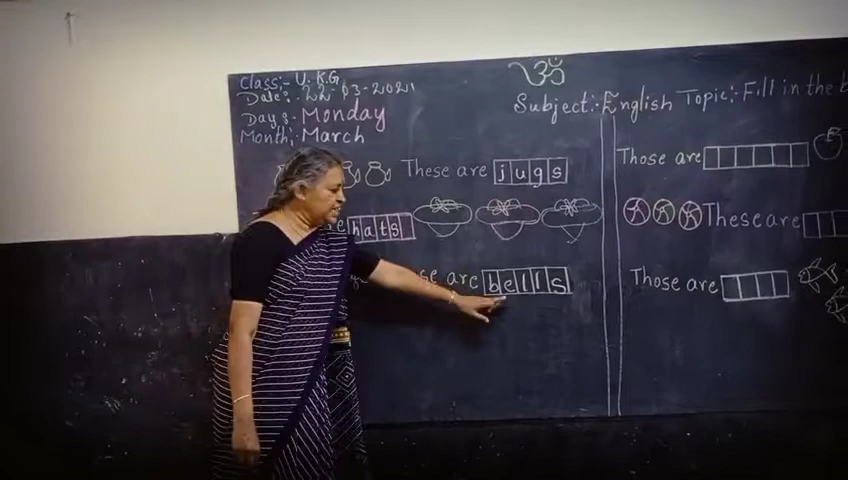 Class:- U.K.G.
Date:- 22-03-2021
Day:- Monday
Month:- March
ॐ
Subject:- English Topic:- Fill in the
These are jugs
hats
are bells
Those are
These are
Those are